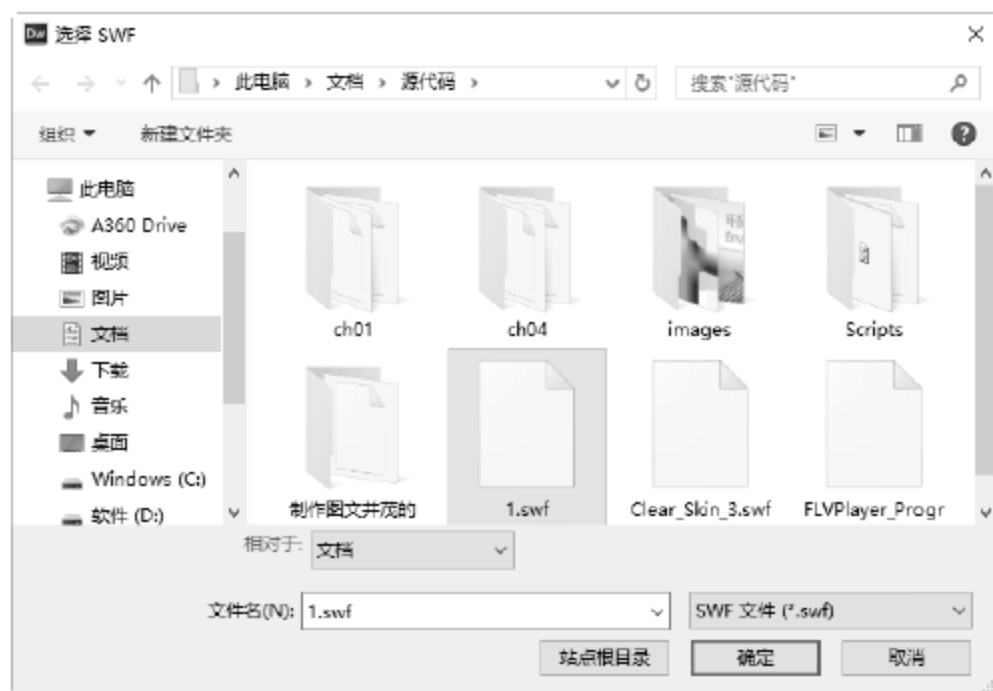 Dw 选择 SWF
此电脑 › 文档 › 源代码 ›
搜索"源代码"
组织
新建文件夹
此电脑
A360 Drive
视频
图片
文档
下载
音乐
桌面
Windows (C:)
软件 (D:)
ch01
ch04
images
Scripts
制作图文并茂的
1.swf
Clear_Skin_3.swf
FLVPlayer_Progr
相对于:
文档
文件名(N):
1.swf
SWF 文件 (*.swf)
站点根目录
确定
取消